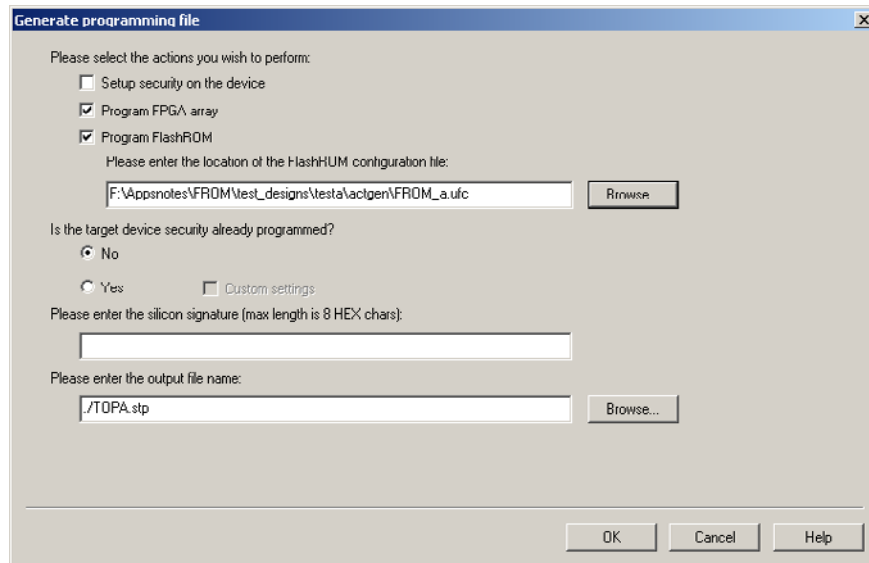 Generate programming file
Please select the actions you wish to perform:
Setup security on the device
Program FPGA array
Program FlashROM
Please enter the location of the FlashROM configuration file:
F:\Appsnotes\FROM\test_designs\testa\actgen\FROM_a.ufc
Browse...
Is the target device security already programmed?
No
Yes Custom settings
Please enter the silicon signature (max length is 8 HEX chars):
Please enter the output file name:
./TOPA.stp Browse...
OK Cancel Help